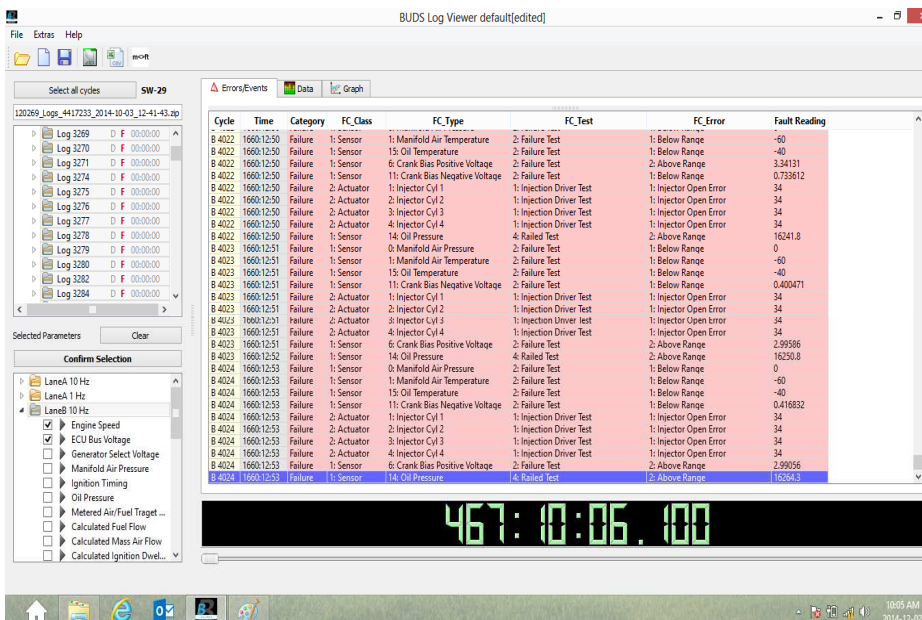 BUDS Log Viewer default[edited]
File Extras Help
CSV m⇔ft
Select all cycles SW-29
120269_Logs_4417233_2014-10-03_12-41-43.zip
Log 3269 D F 00:00:00
Log 3270 D F 00:00:00
Log 3271 D F 00:00:00
Log 3274 D F 00:00:00
Log 3275 D F 00:00:00
Log 3276 D F 00:00:00
Log 3277 D F 00:00:00
Log 3278 D F 00:00:00
Log 3279 D F 00:00:00
Log 3280 D F 00:00:00
Log 3282 D F 00:00:00
Log 3284 D F 00:00:00
Selected Parameters Clear
Confirm Selection
LaneA 10 Hz
LaneA 1 Hz
LaneB 10 Hz
Engine Speed
ECU Bus Voltage
Generator Select Voltage
Manifold Air Pressure
Ignition Timing
Oil Pressure
Metered Air/Fuel Traget ...
Calculated Fuel Flow
Calculated Mass Air Flow
Calculated Ignition Dwel...
Errors/Events Data Graph
Cycle Time Category FC_Class FC_Type FC_Test FC_Error Fault Reading
B 4022 1660:12:50 Failure 1: Sensor 1: Manifold Air Temperature 2: Failure Test 1: Below Range -60
B 4022 1660:12:50 Failure 1: Sensor 15: Oil Temperature 2: Failure Test 1: Below Range -40
B 4022 1660:12:50 Failure 1: Sensor 6: Crank Bias Positive Voltage 2: Failure Test 2: Above Range 3.34131
B 4022 1660:12:50 Failure 1: Sensor 11: Crank Bias Negative Voltage 2: Failure Test 1: Below Range 0.733612
B 4022 1660:12:50 Failure 2: Actuator 1: Injector Cyl 1 1: Injection Driver Test 1: Injector Open Error 34
B 4022 1660:12:50 Failure 2: Actuator 2: Injector Cyl 2 1: Injection Driver Test 1: Injector Open Error 34
B 4022 1660:12:50 Failure 2: Actuator 3: Injector Cyl 3 1: Injection Driver Test 1: Injector Open Error 34
B 4022 1660:12:50 Failure 2: Actuator 4: Injector Cyl 4 1: Injection Driver Test 1: Injector Open Error 34
B 4022 1660:12:50 Failure 1: Sensor 14: Oil Pressure 4: Railed Test 2: Above Range 16241.8
B 4023 1660:12:51 Failure 1: Sensor 0: Manifold Air Pressure 2: Failure Test 1: Below Range 0
B 4023 1660:12:51 Failure 1: Sensor 1: Manifold Air Temperature 2: Failure Test 1: Below Range -60
B 4023 1660:12:51 Failure 1: Sensor 15: Oil Temperature 2: Failure Test 1: Below Range -40
B 4023 1660:12:51 Failure 1: Sensor 11: Crank Bias Negative Voltage 2: Failure Test 1: Below Range 0.400471
B 4023 1660:12:51 Failure 2: Actuator 1: Injector Cyl 1 1: Injection Driver Test 1: Injector Open Error 34
B 4023 1660:12:51 Failure 2: Actuator 2: Injector Cyl 2 1: Injection Driver Test 1: Injector Open Error 34
B 4023 1660:12:51 Failure 2: Actuator 3: Injector Cyl 3 1: Injection Driver Test 1: Injector Open Error 34
B 4023 1660:12:51 Failure 2: Actuator 4: Injector Cyl 4 1: Injection Driver Test 1: Injector Open Error 34
B 4023 1660:12:51 Failure 1: Sensor 6: Crank Bias Positive Voltage 2: Failure Test 2: Above Range 2.99586
B 4023 1660:12:52 Failure 1: Sensor 14: Oil Pressure 4: Railed Test 2: Above Range 16250.8
B 4024 1660:12:53 Failure 1: Sensor 0: Manifold Air Pressure 2: Failure Test 1: Below Range 0
B 4024 1660:12:53 Failure 1: Sensor 1: Manifold Air Temperature 2: Failure Test 1: Below Range -60
B 4024 1660:12:53 Failure 1: Sensor 15: Oil Temperature 2: Failure Test 1: Below Range -40
B 4024 1660:12:53 Failure 1: Sensor 11: Crank Bias Negative Voltage 2: Failure Test 1: Below Range 0.416832
B 4024 1660:12:53 Failure 2: Actuator 1: Injector Cyl 1 1: Injection Driver Test 1: Injector Open Error 34
B 4024 1660:12:53 Failure 2: Actuator 2: Injector Cyl 2 1: Injection Driver Test 1: Injector Open Error 34
B 4024 1660:12:53 Failure 2: Actuator 3: Injector Cyl 3 1: Injection Driver Test 1: Injector Open Error 34
B 4024 1660:12:53 Failure 2: Actuator 4: Injector Cyl 4 1: Injection Driver Test 1: Injector Open Error 34
B 4024 1660:12:53 Failure 1: Sensor 6: Crank Bias Positive Voltage 2: Failure Test 2: Above Range 2.99056
B 4024 1660:12:53 Failure 1: Sensor 14: Oil Pressure 4: Railed Test 2: Above Range 16264.3
467:10:06.100
10:05 AM